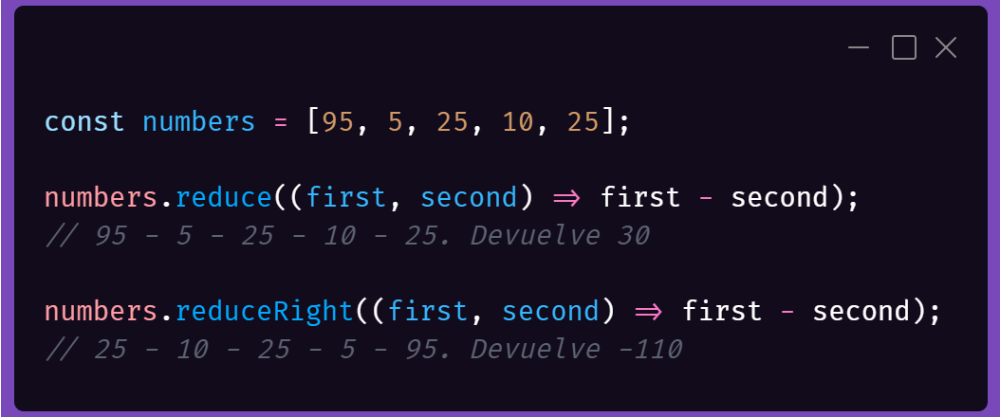 const numbers = [95, 5, 25, 10, 25];
numbers.reduce((first, second) => first - second);
// 95 - 5 - 25 - 10 - 25. Devuelve 30
numbers.reduceRight((first, second) => first - second);
// 25 - 10 - 25 - 5 - 95. Devuelve -110